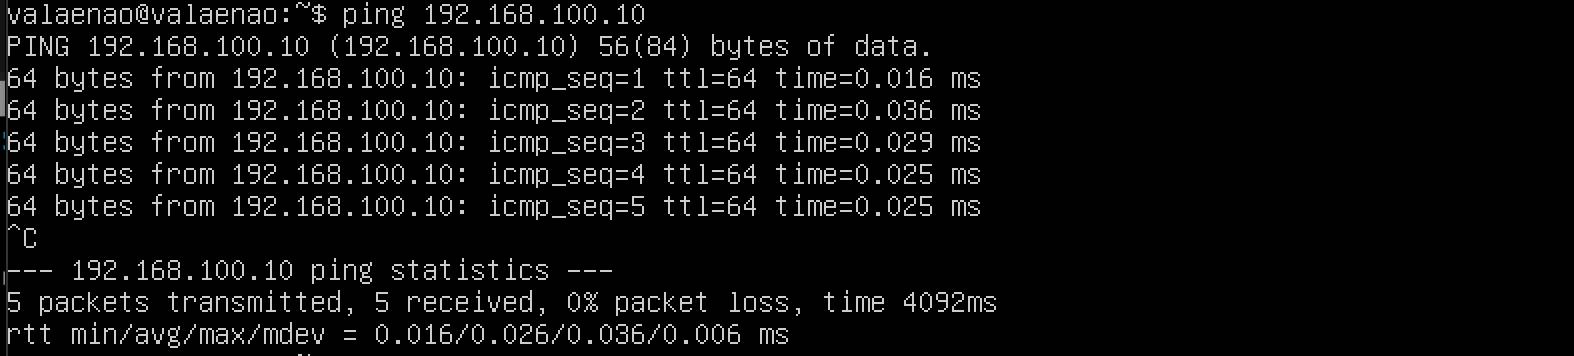 valaenao@valaenao:~$ ping 192.168.100.10
PING 192.168.100.10 (192.168.100.10) 56(84) bytes of data.
64 bytes from 192.168.100.10: icmp_seq=1 ttl=64 time=0.016 ms
64 bytes from 192.168.100.10: icmp_seq=2 ttl=64 time=0.036 ms
64 bytes from 192.168.100.10: icmp_seq=3 ttl=64 time=0.029 ms
64 bytes from 192.168.100.10: icmp_seq=4 ttl=64 time=0.025 ms
64 bytes from 192.168.100.10: icmp_seq=5 ttl=64 time=0.025 ms
^C
--- 192.168.100.10 ping statistics ---
5 packets transmitted, 5 received, 0% packet loss, time 4092ms
rtt min/avg/max/mdev = 0.016/0.026/0.036/0.006 ms